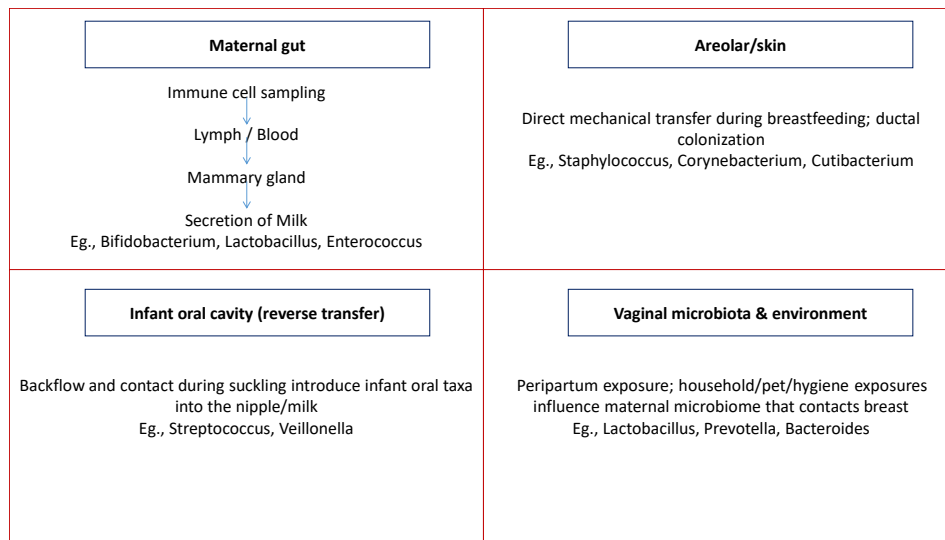 Maternal gut
Immune cell sampling
Lymph / Blood
Mammary gland
Secretion of Milk
Eg., Bifidobacterium, Lactobacillus, Enterococcus
Areolar/skin
Direct mechanical transfer during breastfeeding; ductal
colonization
Eg., Staphylococcus, Corynebacterium, Cutibacterium
Infant oral cavity (reverse transfer)
Backflow and contact during suckling introduce infant oral taxa
into the nipple/milk
Eg., Streptococcus, Veillonella
Vaginal microbiota & environment
Peripartum exposure; household/pet/hygiene exposures
influence maternal microbiome that contacts breast
Eg., Lactobacillus, Prevotella, Bacteroides